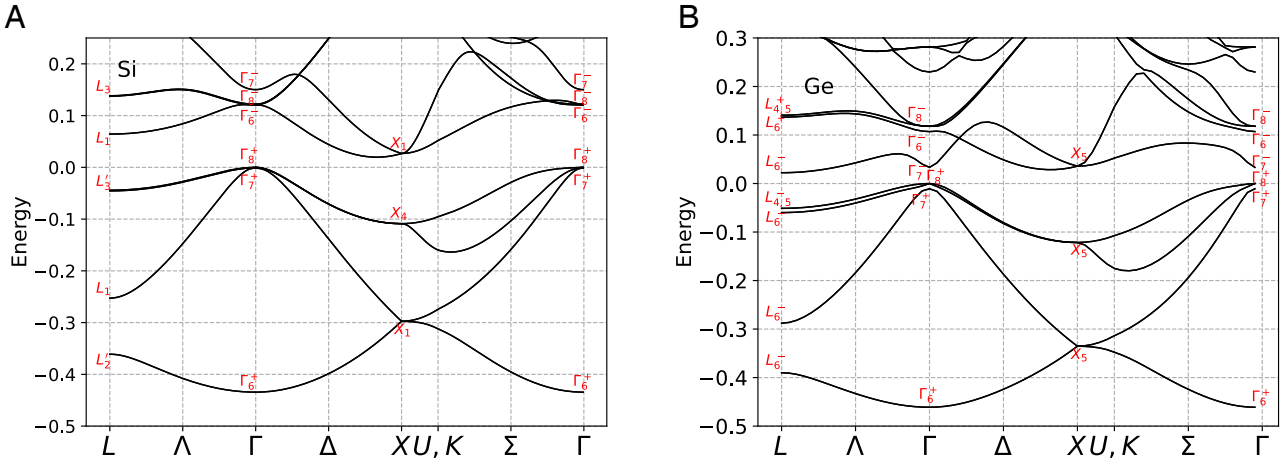 A
Si
Energy
0.2
0.1
0.0
−0.1
−0.2
−0.3
−0.4
−0.5
L₃
L₁
L₃
L₁
L₂′
Γ₇⁻
Γ₈⁻
Γ₆⁻
Γ₈⁺
Γ₇⁺
Γ₆⁺
X₁
X₄
X₁
Γ₇⁻
Γ₈⁻
Γ₆⁻
Γ₈⁺
Γ₇⁺
Γ₆⁺
L Λ Γ Δ X U, K Σ Γ
B
Ge
Energy
0.3
0.2
0.1
0.0
−0.1
−0.2
−0.3
−0.4
−0.5
L₄,₅⁺
L₆⁺
L₆⁻
L₄,₅⁻
L₆⁻
L₆⁻
L₆⁻
Γ₈⁻
Γ₆⁻
Γ₇⁻
Γ₈⁺
Γ₇⁺
Γ₆⁺
X₅
X₅
X₅
Γ₈⁻
Γ₆⁻
Γ₇⁻
Γ₈⁺
Γ₇⁺
Γ₆⁺
L Λ Γ Δ X U, K Σ Γ